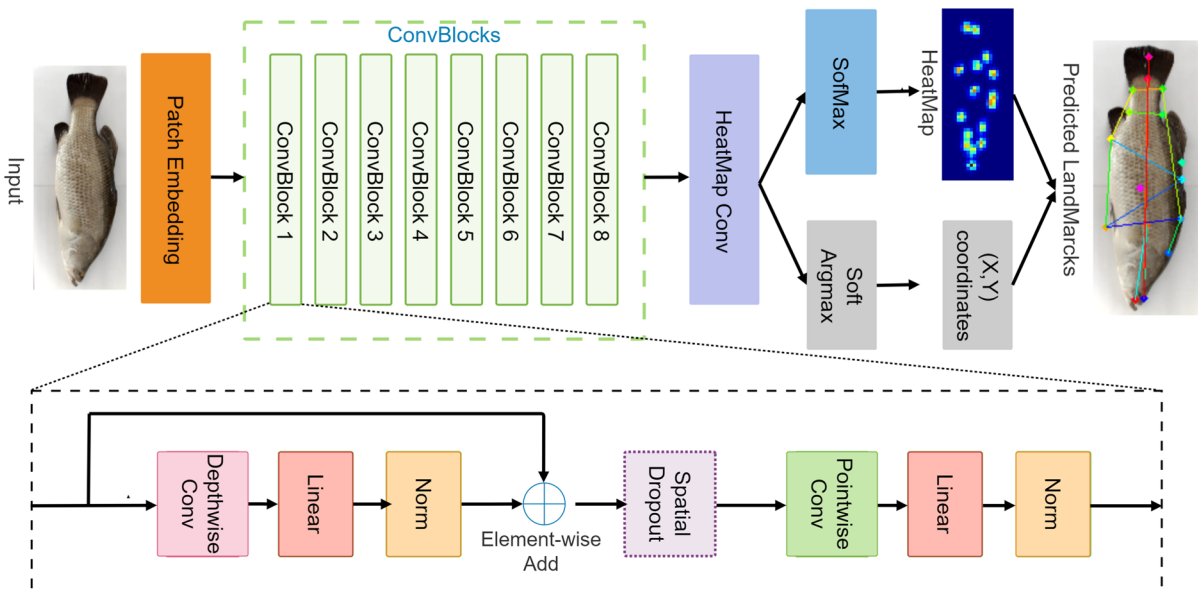 Input
Patch Embedding
ConvBlocks
ConvBlock 1
ConvBlock 2
ConvBlock 3
ConvBlock 4
ConvBlock 5
ConvBlock 6
ConvBlock 7
ConvBlock 8
HeatMap Conv
SofMax
HeatMap
Soft
Argmax
(X,Y)
coordinates
Predicted LandMarcks
Depthwise
Conv
Linear
Norm
Element-wise
Add
Spatial
Dropout
Pointwise
Conv
Linear
Norm